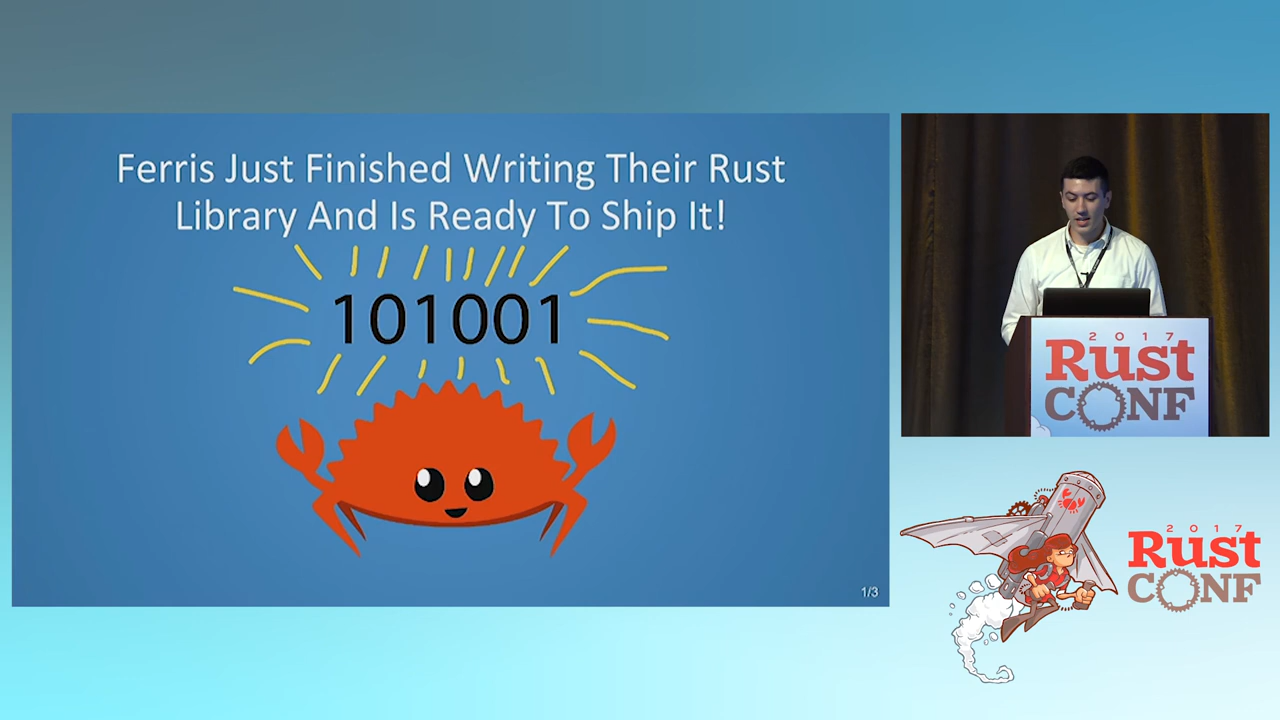 Ferris Just Finished Writing Their Rust
Library And Is Ready To Ship It!
101001
1/3
2017
Rust
CONF
2017
Rust
CONF